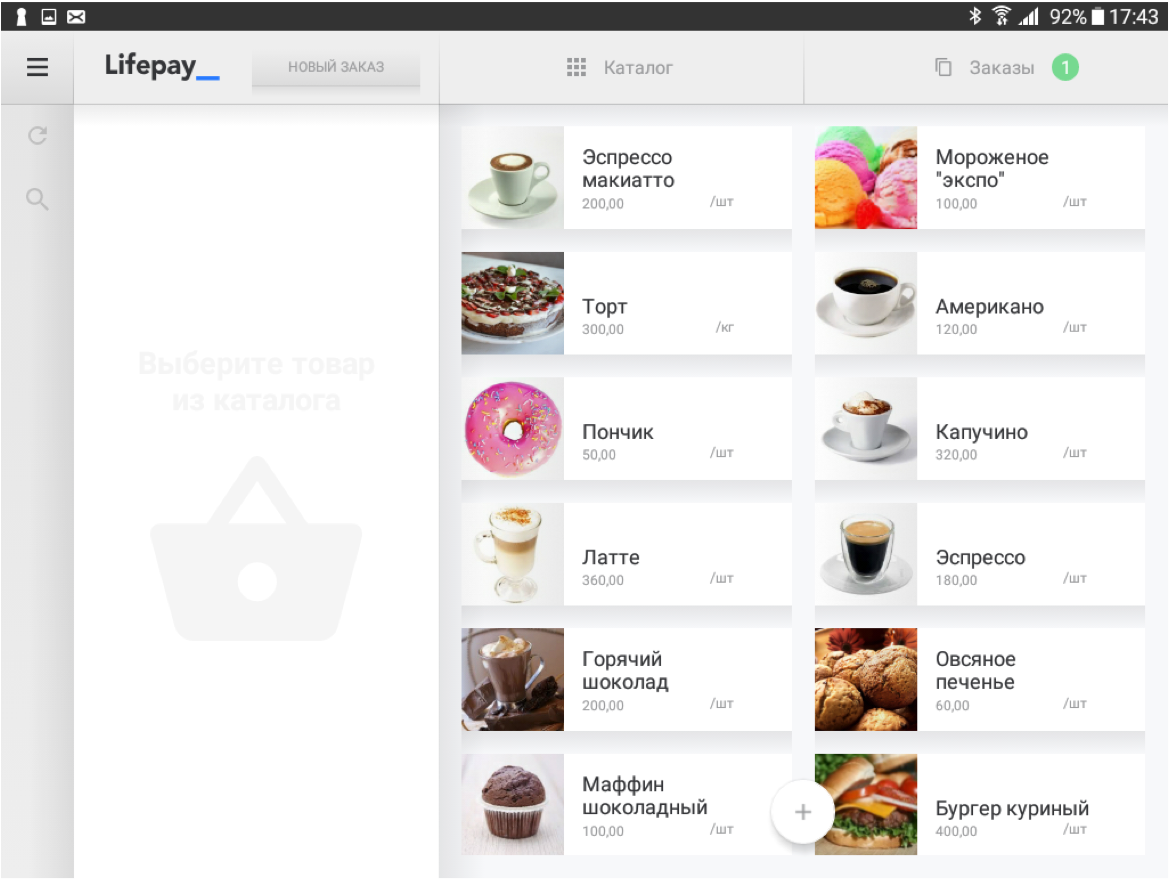 92% 17:43
Lifepay_
НОВЫЙ ЗАКАЗ
Каталог
Заказы 1
Выберите товар
из каталога
Эспрессо
макиатто
200,00 /шт
Мороженое
"экспо"
100,00 /шт
Торт
300,00 /кг
Американо
120,00 /шт
Пончик
50,00 /шт
Капучино
320,00 /шт
Латте
360,00 /шт
Эспрессо
180,00 /шт
Горячий
шоколад
200,00 /шт
Овсяное
печенье
60,00 /шт
Маффин
шоколадный
100,00 /шт
+
Бургер куриный
400,00 /шт